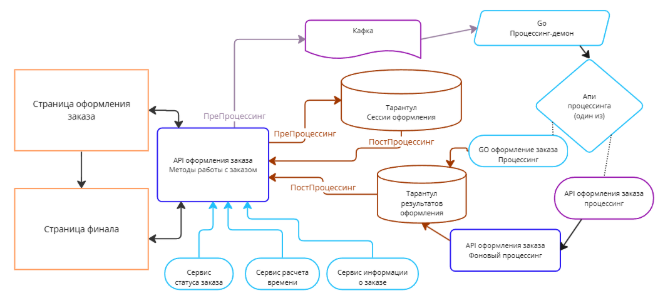 Кафка
Go
Процессинг-демон
Страница оформления
заказа
ПреПроцессинг
Тарантул
Сессии оформления
Апи
процессинга
(один из)
ПреПроцессинг
ПостПроцессинг
API оформления заказа
Методы работы с заказом
GO оформление заказа
Процессинг
ПостПроцессинг
Тарантул
результатов
оформления
API оформления заказа
процессинг
Страница финала
API оформления заказа
Фоновый процессинг
Сервис
статуса заказа
Сервис расчета
времени
Сервис информации
о заказе